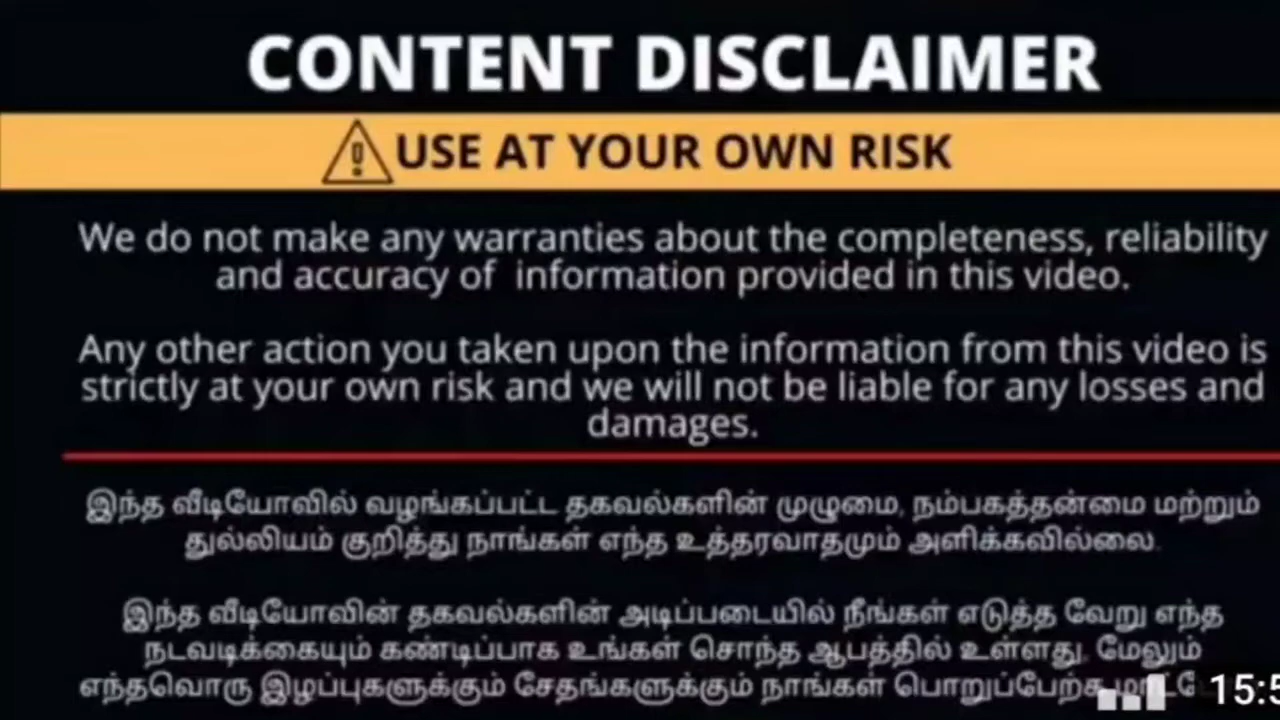 CONTENT DISCLAIMER
USE AT YOUR OWN RISK
We do not make any warranties about the completeness, reliability
and accuracy of information provided in this video.
Any other action you taken upon the information from this video is
strictly at your own risk and we will not be liable for any losses and
damages.
இந்த வீடியோவில் வழங்கப்பட்ட தகவல்களின் முழுமை, நம்பகத்தன்மை மற்றும்
துல்லியம் குறித்து நாங்கள் எந்த உத்தரவாதமும் அளிக்கவில்லை.
இந்த வீடியோவின் தகவல்களின் அடிப்படையில் நீங்கள் எடுத்த வேறு எந்த
நடவடிக்கையும் கண்டிப்பாக உங்கள் சொந்த ஆபத்தில் உள்ளது. மேலும்
எந்தவொரு இழப்புகளுக்கும் சேதங்களுக்கும் நாங்கள்